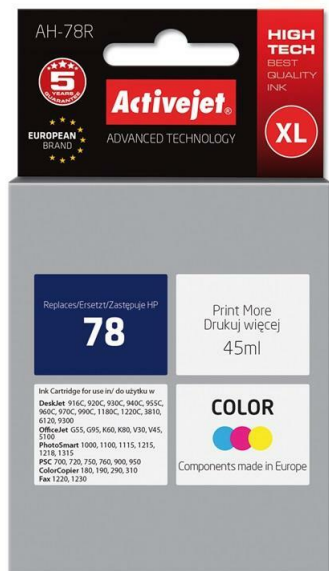 AH-78R
HIGH
TECH
BEST
QUALITY
INK
5
YEARS
GUARANTEE
Activejet®
EUROPEAN
BRAND
ADVANCED TECHNOLOGY
XL
Replaces/Ersetzt/Zastępuje HP
78
Print More
Drukuj więcej
45ml
Ink Cartridge for use in/ do użytku w
DeskJet 916C, 920C, 930C, 940C, 955C,
960C, 970C, 990C, 1180C, 1220C, 3810,
6120, 9300
OfficeJet G55, G95, K60, K80, V30, V45,
5100
PhotoSmart 1000, 1100, 1115, 1215,
1218, 1315
PSC 700, 720, 750, 760, 900, 950
ColorCopier 180, 190, 290, 310
Fax 1220, 1230
COLOR
Components made in Europe